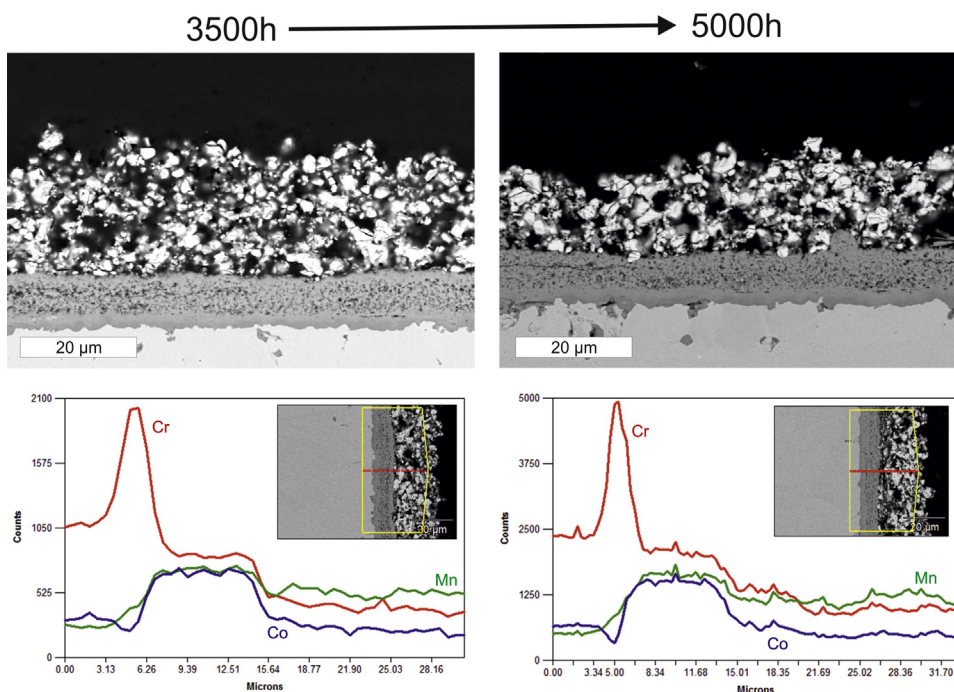 3500h
5000h
20 µm
20 µm
2100
1575
1050
525
0
Counts
Cr
Mn
Co
30 µm
0.00 3.13 6.26 9.39 12.51 15.64 18.77 21.90 25.03 28.16
Microns
5000
3750
2500
1250
0
Counts
Cr
Mn
Co
0.00 3.34 5.00 8.34 11.68 15.01 18.35 21.69 25.02 28.36 31.70
Microns